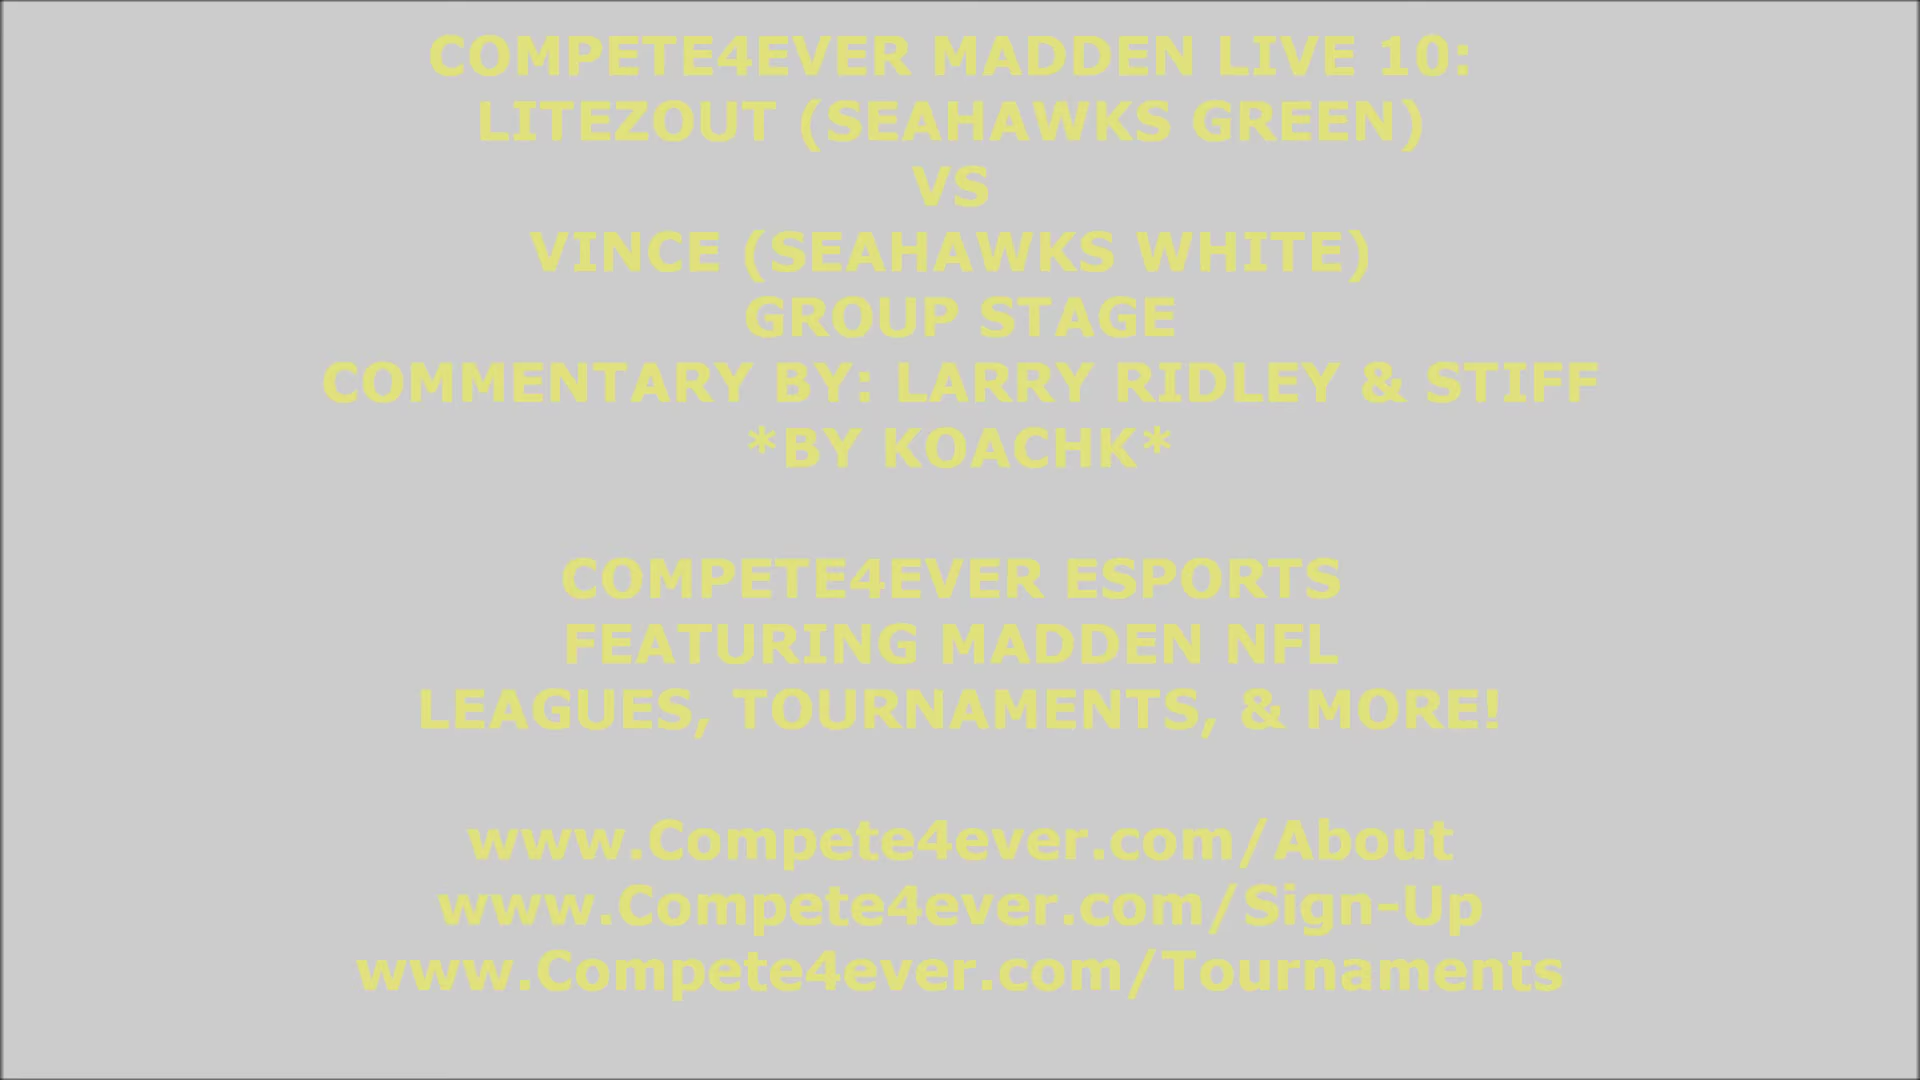 COMPETE4EVER MADDEN LIVE 10:
LITEZOUT (SEAHAWKS GREEN)
VS
VINCE (SEAHAWKS WHITE)
GROUP STAGE
COMMENTARY BY: LARRY RIDLEY & STIFF
*BY KOACHK*
COMPETE4EVER ESPORTS
FEATURING MADDEN NFL
LEAGUES, TOURNAMENTS, & MORE!
www.Compete4ever.com/About
www.Compete4ever.com/Sign-Up
www.Compete4ever.com/Tournaments